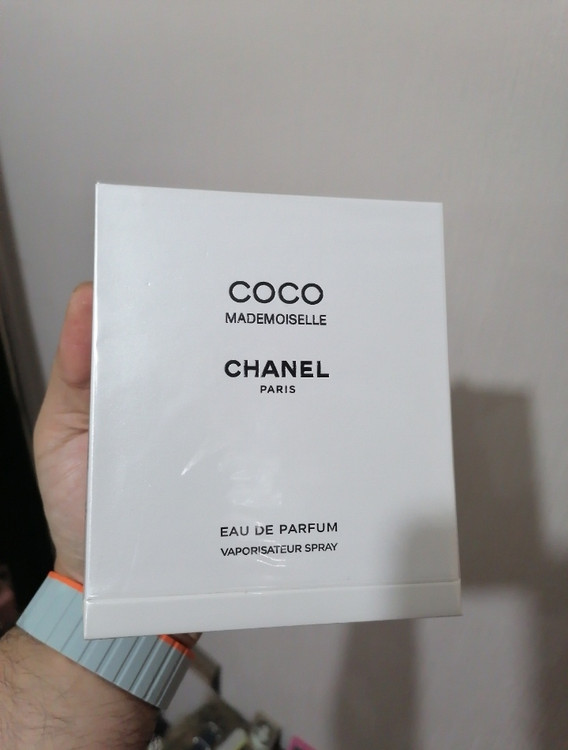 COCO
MADEMOISELLE
CHANEL
PARIS
EAU DE PARFUM
VAPORISATEUR SPRAY